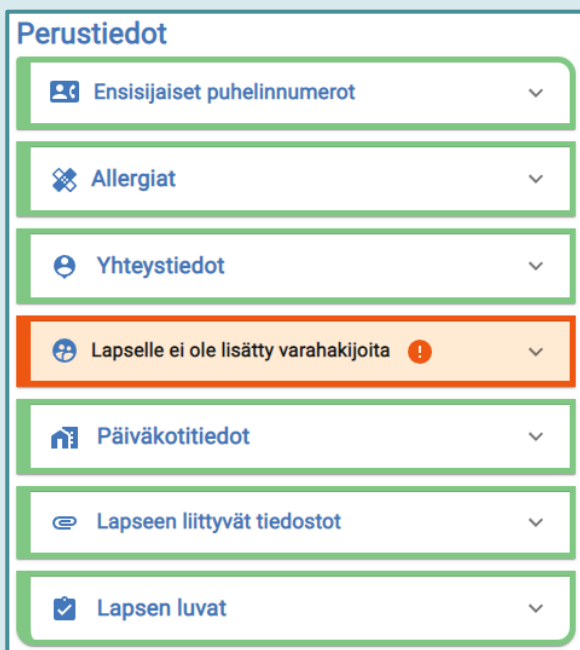 Perustiedot
Ensisijaiset puhelinnumerot
Allergiat
Yhteystiedot
Lapselle ei ole lisätty varahakijoita
Päiväkotitiedot
Lapseen liittyvät tiedostot
Lapsen luvat